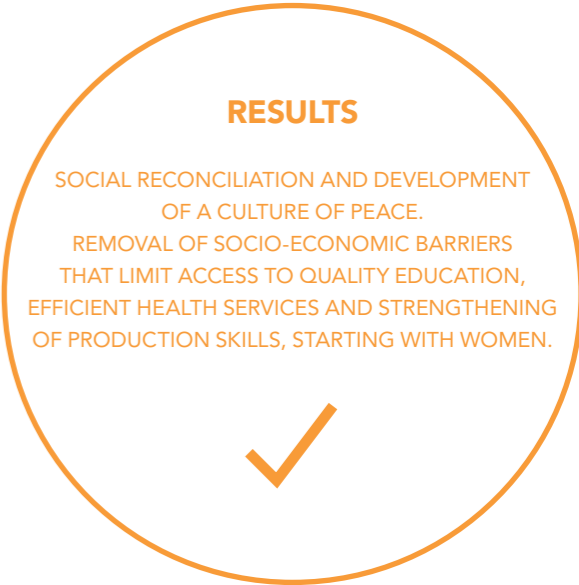 RESULTS
SOCIAL RECONCILIATION AND DEVELOPMENT
OF A CULTURE OF PEACE.
REMOVAL OF SOCIO-ECONOMIC BARRIERS
THAT LIMIT ACCESS TO QUALITY EDUCATION,
EFFICIENT HEALTH SERVICES AND STRENGTHENING
OF PRODUCTION SKILLS, STARTING WITH WOMEN.